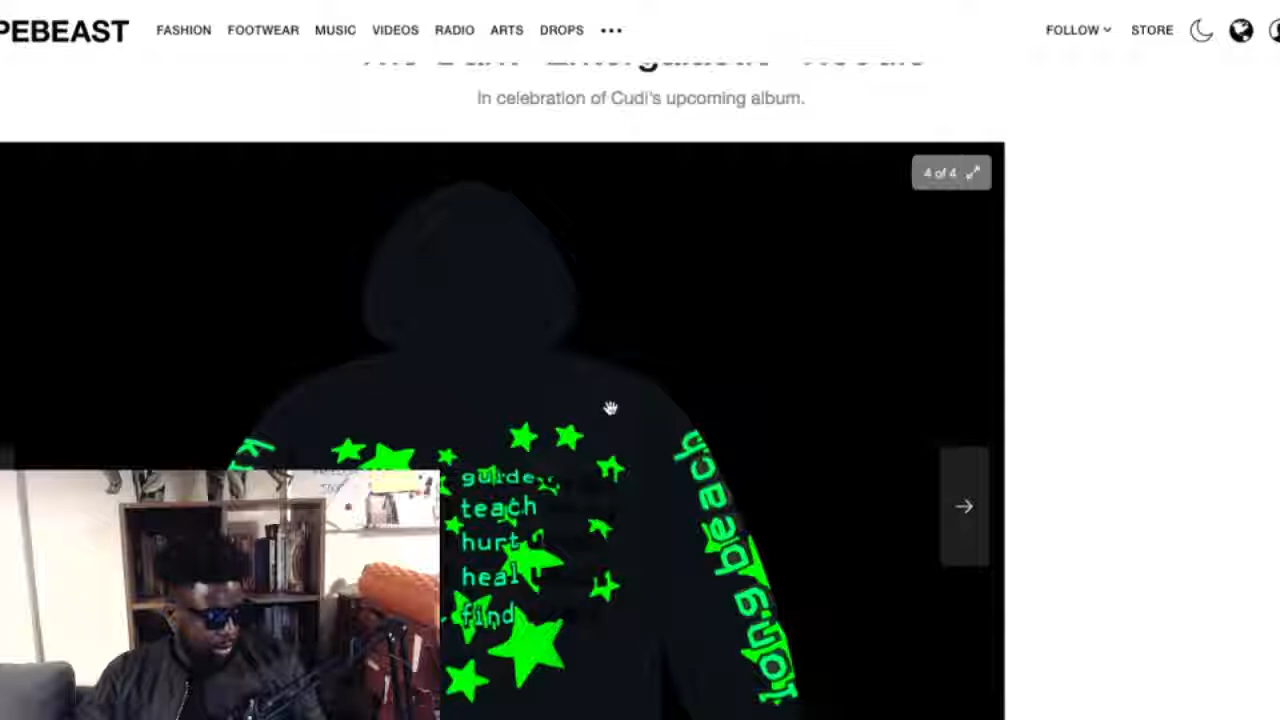 PEBEAST
FASHION FOOTWEAR MUSIC VIDEOS RADIO ARTS DROPS •••
FOLLOW STORE
In celebration of Cudi's upcoming album.
4 of 4
guide
teach
hurt
heal
find
long beach